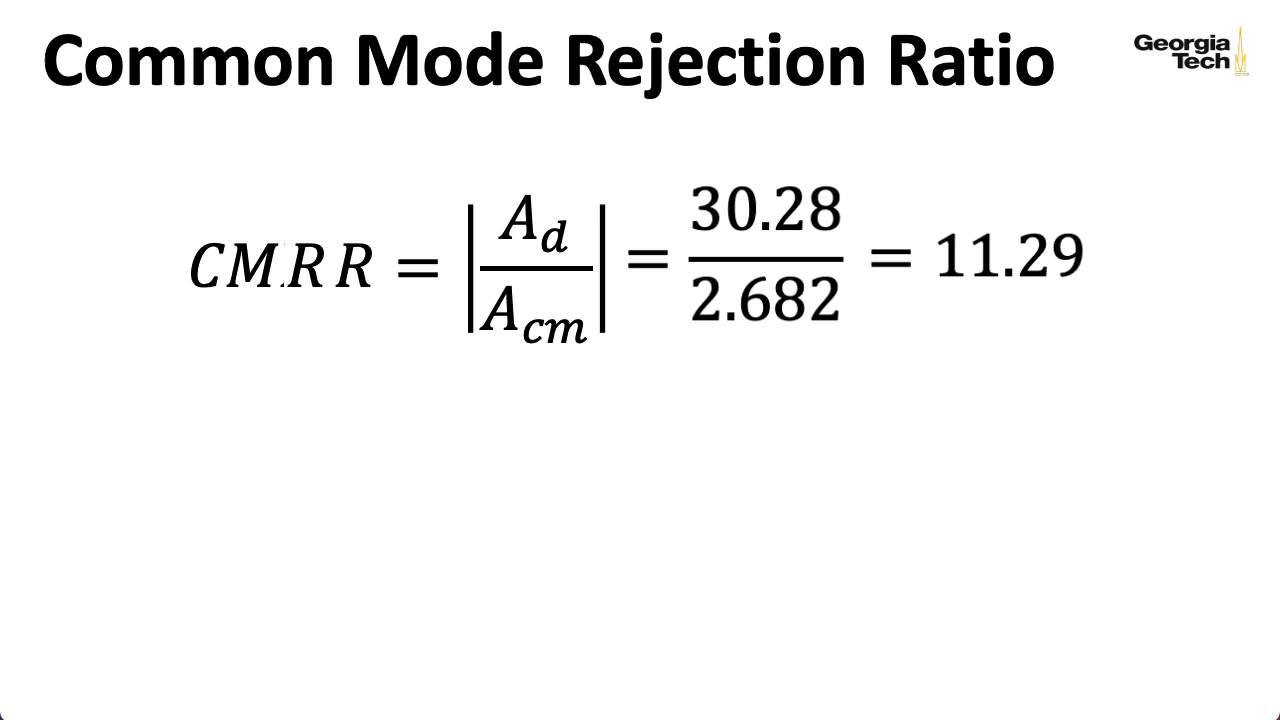 Common Mode Rejection Ratio
Georgia
Tech
CMRR = |A_d / A_cm| = 30.28 / 2.682 = 11.29